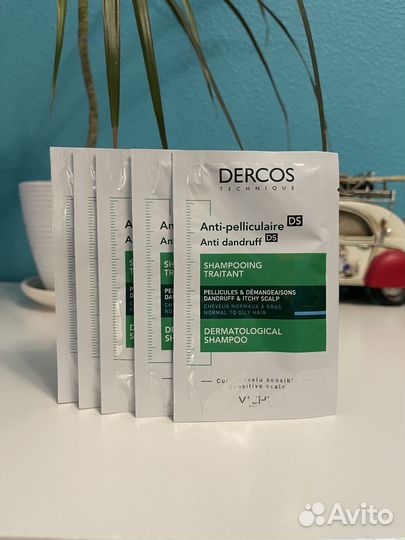 DERCOS
TECHNIQUE
Anti-pelliculaire DS
Anti dandruff DS
SHAMPOOING
TRAITANT
PELLICULES & DÉMANGEAISONS
DANDRUFF & ITCHY SCALP
CHEVEUX NORMAUX À GRAS
NORMAL TO OILY HAIR
DERMATOLOGICAL
SHAMPOO
VICHY
Avito